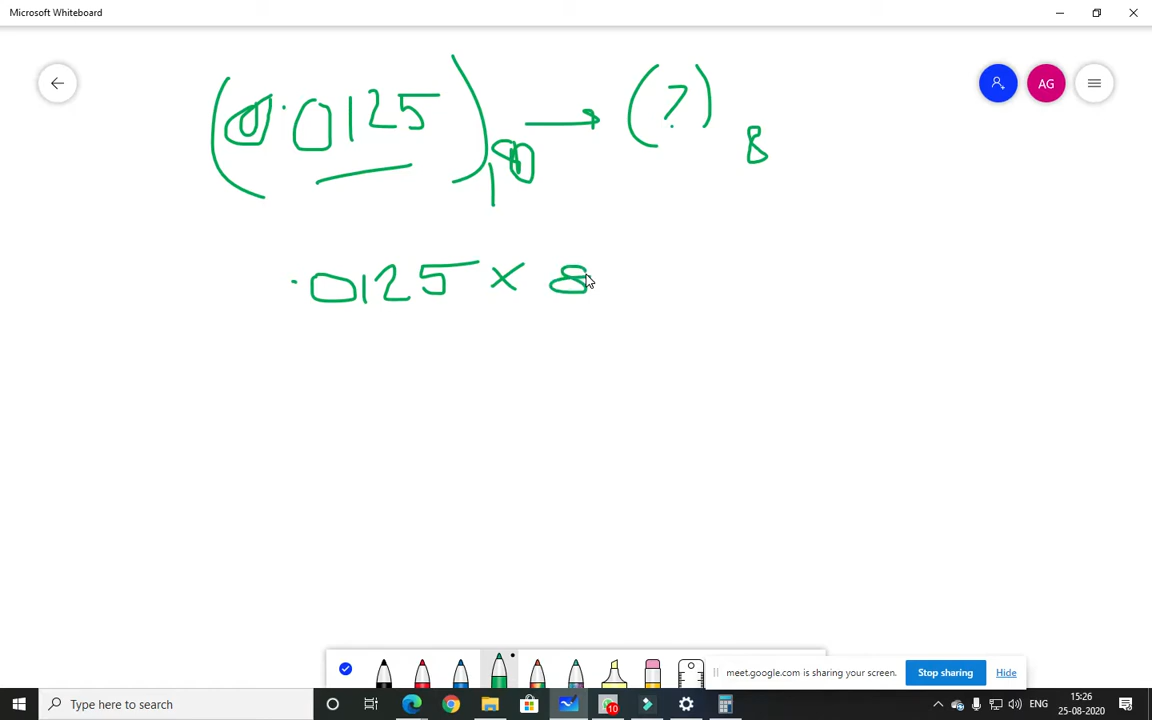 Microsoft Whiteboard
(0.0125)10 → (?)8
AG
.0125 × 8
meet.google.com is sharing your screen.
Stop sharing
Hide
Type here to search
10
ENG
15:26
25-08-2020